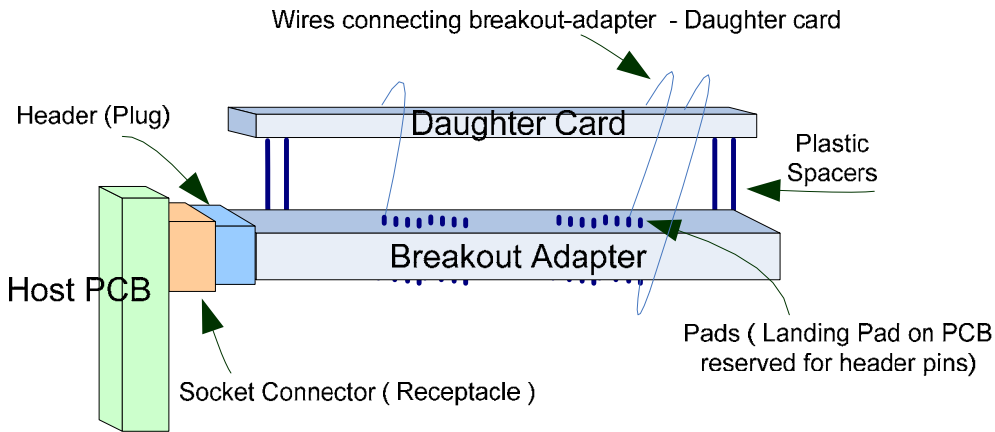 Wires connecting breakout-adapter - Daughter card
Header (Plug)
Daughter Card
Plastic
Spacers
Breakout Adapter
Host PCB
Pads ( Landing Pad on PCB
reserved for header pins)
Socket Connector ( Receptacle )